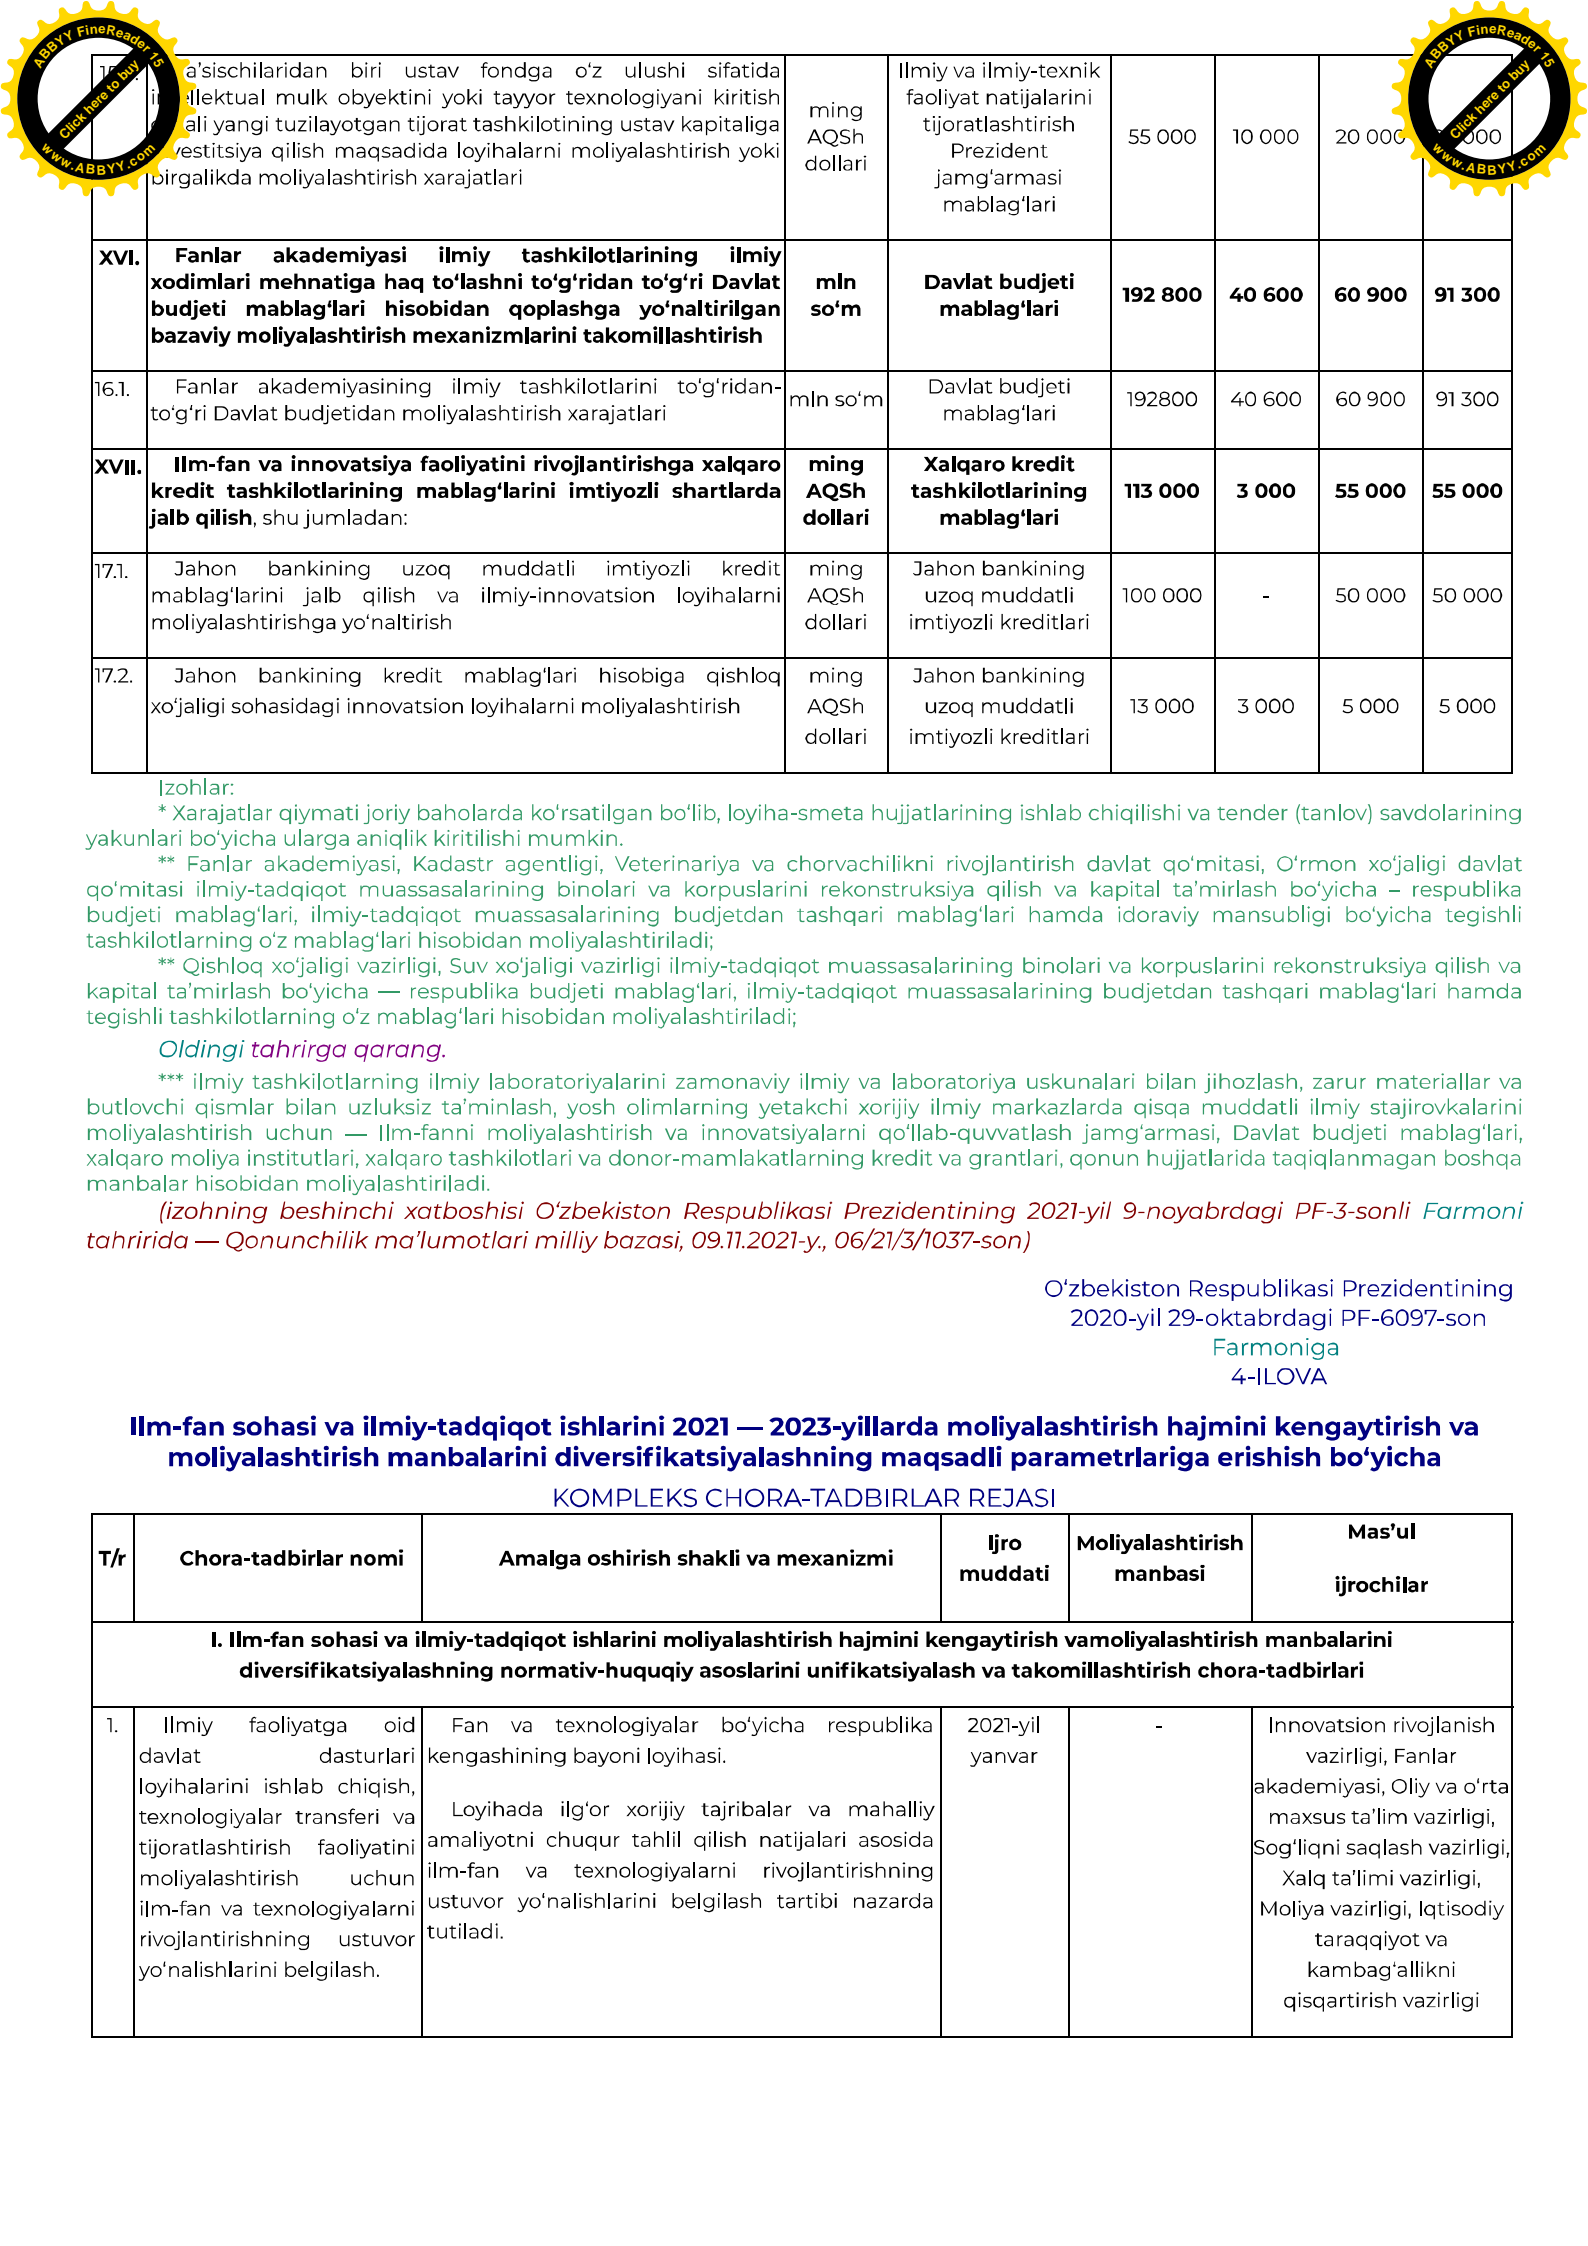 ABBYY FineReader 15
Click here to buy
www.ABBYY.com
ABBYY FineReader 15
Click here to buy
www.ABBYY.com
biri ustav fondga o‘z ulushi sifatida
mulk obyektini yoki tayyor texnologiyani kiritish
yangi tuzilayotgan tijorat tashkilotining ustav kapitaliga
qilish maqsadida loyihalarni moliyalashtirish yoki
birgalikda moliyalashtirish xarajatlari
ming
AQSh
dollari
Ilmiy va ilmiy-texnik
faoliyat natijalarini
tijoratlashtirish
Prezident
jamg‘armasi
mablag‘lari
55 000
10 000
20 000
XVI.
Fanlar akademiyasi ilmiy tashkilotlarining ilmiy
xodimlari mehnatiga haq to‘lashni to‘g‘ridan to‘g‘ri Davlat
budjeti mablag‘lari hisobidan qoplashga yo‘naltirilgan
bazaviy moliyalashtirish mexanizmlarini takomillashtirish
mln
so‘m
Davlat budjeti
mablag‘lari
192 800
40 600
60 900
91 300
16.1.
Fanlar akademiyasining ilmiy tashkilotlarini to‘g‘ridan-
to‘g‘ri Davlat budjetidan moliyalashtirish xarajatlari
mln so‘m
Davlat budjeti
mablag‘lari
192800
40 600
60 900
91 300
XVII.
Ilm-fan va innovatsiya faoliyatini rivojlantirishga xalqaro
kredit tashkilotlarining mablag‘larini imtiyozli shartlarda
jalb qilish, shu jumladan:
ming
AQSh
dollari
Xalqaro kredit
tashkilotlarining
mablag‘lari
113 000
3 000
55 000
55 000
17.1.
Jahon bankining uzoq muddatli imtiyozli kredit
mablag‘larini jalb qilish va ilmiy-innovatsion loyihalarni
moliyalashtirishga yo‘naltirish
ming
AQSh
dollari
Jahon bankining
uzoq muddatli
imtiyozli kreditlari
100 000
-
50 000
50 000
17.2.
Jahon bankining kredit mablag‘lari hisobiga qishloq
xo‘jaligi sohasidagi innovatsion loyihalarni moliyalashtirish
ming
AQSh
dollari
Jahon bankining
uzoq muddatli
imtiyozli kreditlari
13 000
3 000
5 000
5 000
Izohlar:
* Xarajatlar qiymati joriy baholarda ko‘rsatilgan bo‘lib, loyiha-smeta hujjatlarining ishlab chiqilishi va tender (tanlov) savdolarining
yakunlari bo‘yicha ularga aniqlik kiritilishi mumkin.
** Fanlar akademiyasi, Kadastr agentligi, Veterinariya va chorvachilikni rivojlantirish davlat qo‘mitasi, O‘rmon xo‘jaligi davlat
qo‘mitasi ilmiy-tadqiqot muassasalarining binolari va korpuslarini rekonstruksiya qilish va kapital ta’mirlash bo‘yicha – respublika
budjeti mablag‘lari, ilmiy-tadqiqot muassasalarining budjetdan tashqari mablag‘lari hamda idoraviy mansubligi bo‘yicha tegishli
tashkilotlarning o‘z mablag‘lari hisobidan moliyalashtiriladi;
** Qishloq xo‘jaligi vazirligi, Suv xo‘jaligi vazirligi ilmiy-tadqiqot muassasalarining binolari va korpuslarini rekonstruksiya qilish va
kapital ta’mirlash bo‘yicha — respublika budjeti mablag‘lari, ilmiy-tadqiqot muassasalarining budjetdan tashqari mablag‘lari hamda
tegishli tashkilotlarning o‘z mablag‘lari hisobidan moliyalashtiriladi;
Oldingi tahrirga qarang.
*** ilmiy tashkilotlarning ilmiy laboratoriyalarini zamonaviy ilmiy va laboratoriya uskunalari bilan jihozlash, zarur materiallar va
butlovchi qismlar bilan uzluksiz ta’minlash, yosh olimlarning yetakchi xorijiy ilmiy markazlarda qisqa muddatli ilmiy stajirovkalarini
moliyalashtirish uchun — Ilm-fanni moliyalashtirish va innovatsiyalarni qo‘llab-quvvatlash jamg‘armasi, Davlat budjeti mablag‘lari,
xalqaro moliya institutlari, xalqaro tashkilotlari va donor-mamlakatlarning kredit va grantlari, qonun hujjatlarida taqiqlanmagan boshqa
manbalar hisobidan moliyalashtiriladi.
(izohning beshinchi xatboshisi O‘zbekiston Respublikasi Prezidentining 2021-yil 9-noyabrdagi PF-3-sonli Farmoni
tahririda — Qonunchilik ma’lumotlari milliy bazasi, 09.11.2021-y., 06/21/3/1037-son)
O‘zbekiston Respublikasi Prezidentining
2020-yil 29-oktabrdagi PF-6097-son
Farmoniga
4-ILOVA
Ilm-fan sohasi va ilmiy-tadqiqot ishlarini 2021 — 2023-yillarda moliyalashtirish hajmini kengaytirish va
moliyalashtirish manbalarini diversifikatsiyalashning maqsadli parametrlariga erishish bo‘yicha
KOMPLEKS CHORA-TADBIRLAR REJASI
T/r
Chora-tadbirlar nomi
Amalga oshirish shakli va mexanizmi
Ijro
muddati
Moliyalashtirish
manbasi
Mas’ul
ijrochilar
I. Ilm-fan sohasi va ilmiy-tadqiqot ishlarini moliyalashtirish hajmini kengaytirish vamoliyalashtirish manbalarini
diversifikatsiyalashning normativ-huquqiy asoslarini unifikatsiyalash va takomillashtirish chora-tadbirlari
1.
Ilmiy faoliyatga oid
davlat dasturlari
loyihalarini ishlab chiqish,
texnologiyalar transferi va
tijoratlashtirish faoliyatini
moliyalashtirish uchun
ilm-fan va texnologiyalarni
rivojlantirishning ustuvor
yo‘nalishlarini belgilash.
Fan va texnologiyalar bo‘yicha respublika
kengashining bayoni loyihasi.
Loyihada ilg‘or xorijiy tajribalar va mahalliy
amaliyotni chuqur tahlil qilish natijalari asosida
ilm-fan va texnologiyalarni rivojlantirishning
ustuvor yo‘nalishlarini belgilash tartibi nazarda
tutiladi.
2021-yil
yanvar
-
Innovatsion rivojlanish
vazirligi, Fanlar
akademiyasi, Oliy va o‘rta
maxsus ta’lim vazirligi,
Sog‘liqni saqlash vazirligi,
Xalq ta’limi vazirligi,
Moliya vazirligi, Iqtisodiy
taraqqiyot va
kambag‘allikni
qisqartirish vazirligi